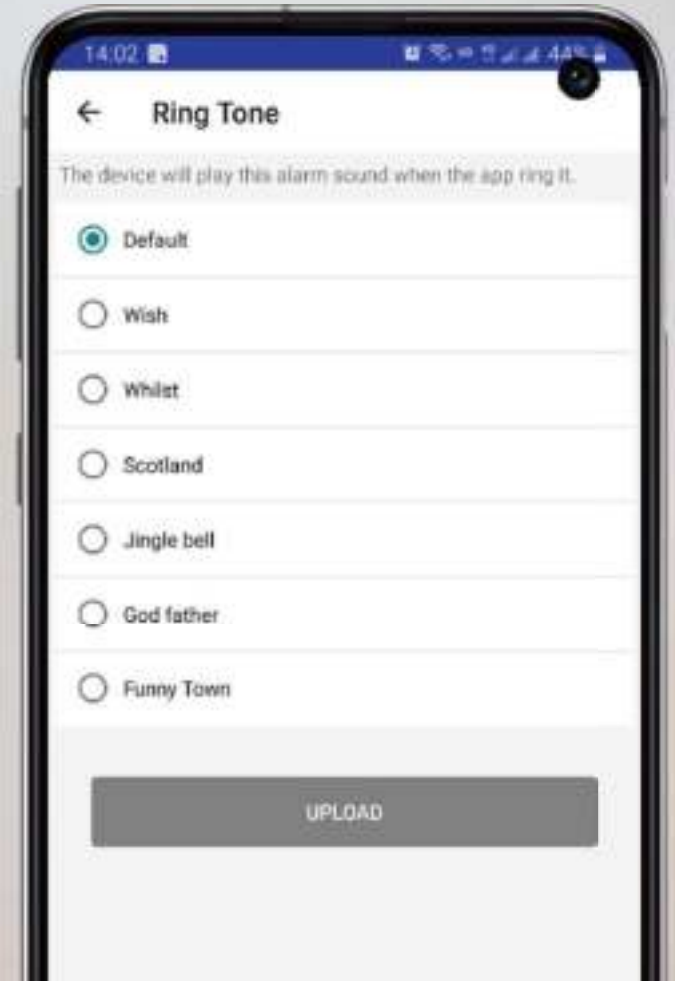 14:02
44%
Ring Tone
The device will play this alarm sound when the app ring it.
Default
Wish
Whilst
Scotland
Jingle bell
God father
Funny Town
UPLOAD